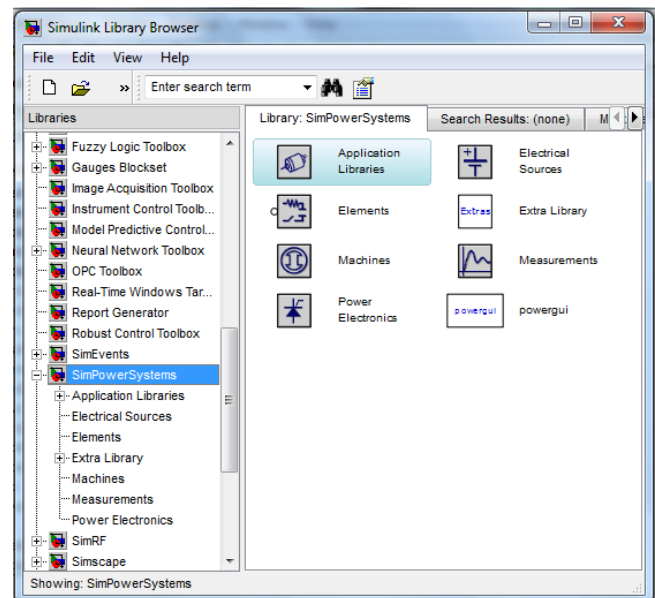 Simulink Library Browser
File Edit View Help
» Enter search term
Libraries
Fuzzy Logic Toolbox
Gauges Blockset
Image Acquisition Toolbox
Instrument Control Toolb...
Model Predictive Control...
Neural Network Toolbox
OPC Toolbox
Real-Time Windows Tar...
Report Generator
Robust Control Toolbox
SimEvents
SimPowerSystems
Application Libraries
Electrical Sources
Elements
Extra Library
Machines
Measurements
Power Electronics
SimRF
Simscape
Library: SimPowerSystems Search Results: (none) M
Application
Libraries
Electrical
Sources
Elements
Extras Extra Library
Machines
Measurements
Power
Electronics
powergui powergui
Showing: SimPowerSystems